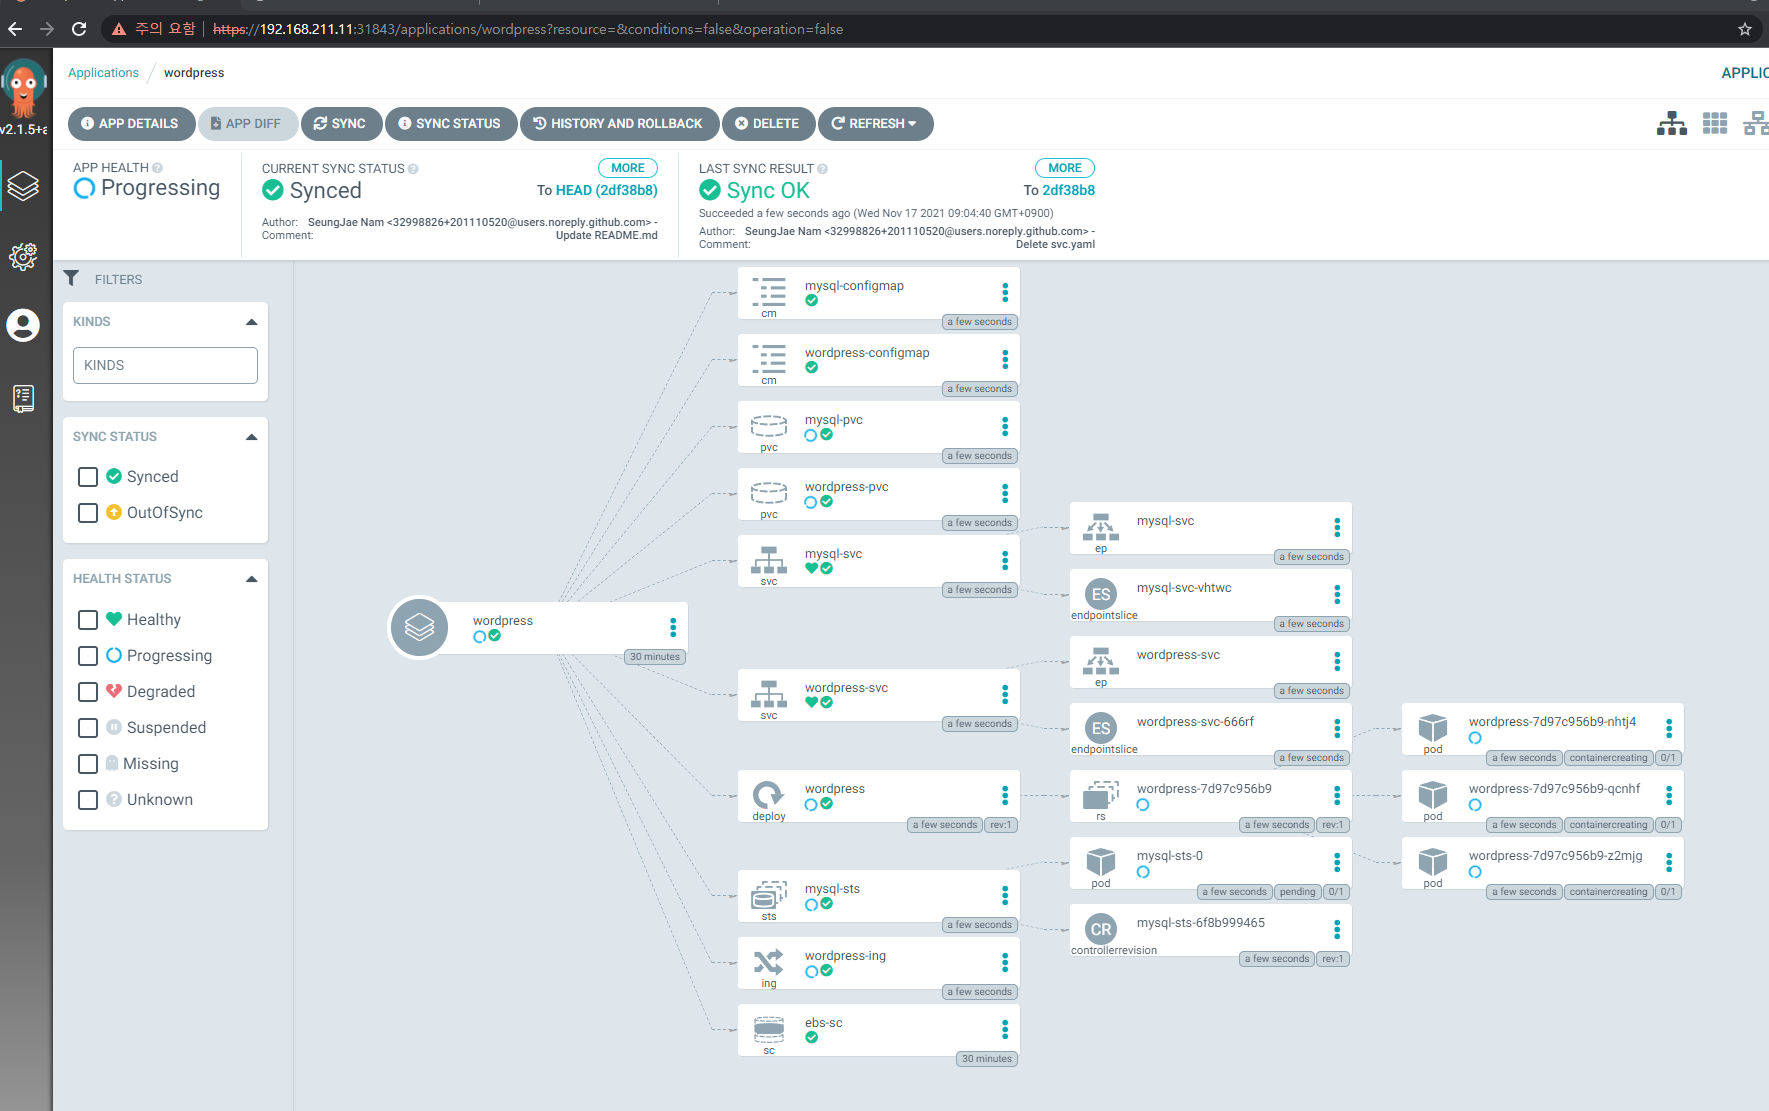 주의 요함 https://192.168.211.11:31843/applications/wordpress?resource=&conditions=false&operation=false
v2.1.5+a
Applications / wordpress
APPLIC
APP DETAILS
APP DIFF
SYNC
SYNC STATUS
HISTORY AND ROLLBACK
DELETE
REFRESH
APP HEALTH
Progressing
CURRENT SYNC STATUS
MORE
Synced
To HEAD (2df38b8)
Author: SeungJae Nam <32998826+201110520@users.noreply.github.com> -
Comment: Update README.md
LAST SYNC RESULT
MORE
Sync OK
To 2df38b8
Succeeded a few seconds ago (Wed Nov 17 2021 09:04:40 GMT+0900)
Author: SeungJae Nam <32998826+201110520@users.noreply.github.com> -
Comment: Delete svc.yaml
FILTERS
KINDS
KINDS
SYNC STATUS
Synced
OutOfSync
HEALTH STATUS
Healthy
Progressing
Degraded
Suspended
Missing
Unknown
wordpress
30 minutes
mysql-configmap
cm
a few seconds
wordpress-configmap
cm
a few seconds
mysql-pvc
pvc
a few seconds
wordpress-pvc
pvc
a few seconds
mysql-svc
svc
a few seconds
wordpress-svc
svc
a few seconds
wordpress
deploy
a few seconds rev:1
mysql-sts
sts
a few seconds
wordpress-ing
ing
a few seconds
ebs-sc
sc
30 minutes
mysql-svc
ep
a few seconds
ES
mysql-svc-vhtwc
endpointslice
a few seconds
wordpress-svc
ep
a few seconds
ES
wordpress-svc-666rf
endpointslice
a few seconds
wordpress-7d97c956b9
rs
a few seconds rev:1
mysql-sts-0
pod
a few seconds pending 0/1
CR
mysql-sts-6f8b999465
controllerrevision
a few seconds rev:1
wordpress-7d97c956b9-nhtj4
pod
a few seconds containercreating 0/1
wordpress-7d97c956b9-qcnhf
pod
a few seconds containercreating 0/1
wordpress-7d97c956b9-z2mjg
pod
a few seconds containercreating 0/1